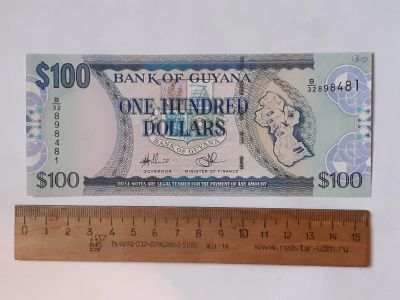 130
$100
BANK OF GUYANA
B
32898481
B
32
898481
ONE HUNDRED
DOLLARS
BANK OF GUYANA
GOVERNOR
MINISTER OF FINANCE
$100
$100
THESE NOTES ARE LEGAL TENDER FOR THE PAYMENT OF ANY AMOUNT
0 1 2 3 4 5 6 7 8 9 10 11 12 13 14 15
www.redstar-udm.ru